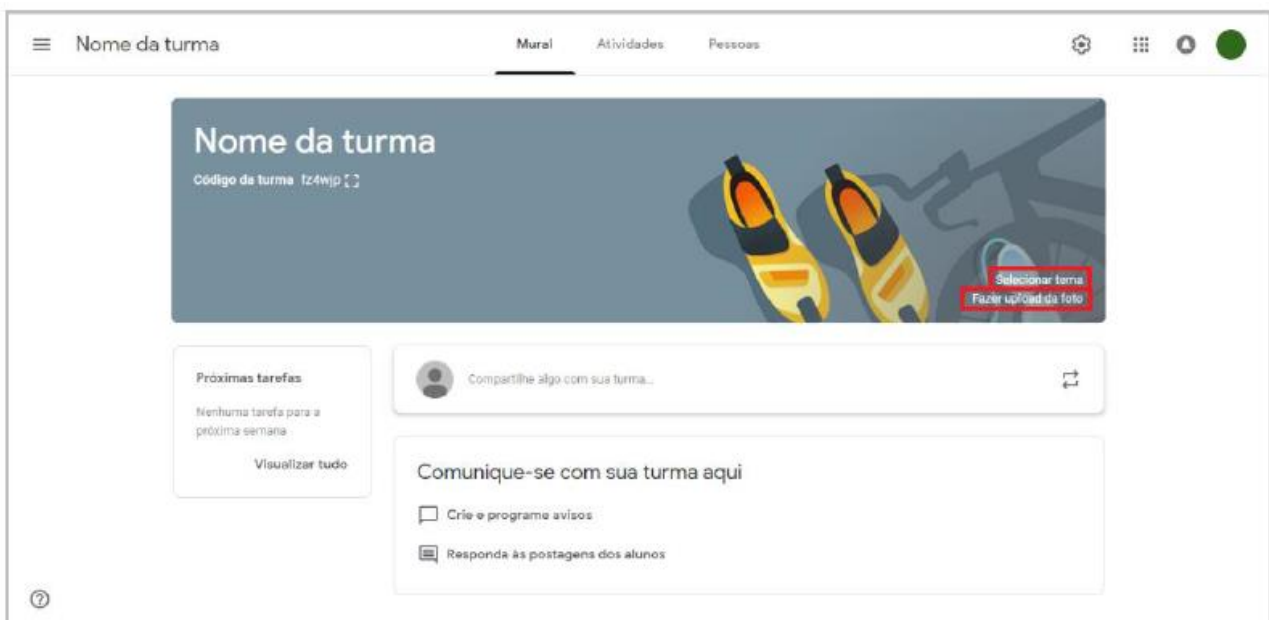 Nome da turma
Mural Atividades Pessoas
Nome da turma
Código da turma fz4wjp
Selecionar tema
Fazer upload da foto
Próximas tarefas
Nenhuma tarefa para a
próxima semana
Visualizar tudo
Compartilhe algo com sua turma...
Comunique-se com sua turma aqui
Crie e programe avisos
Responda às postagens dos alunos